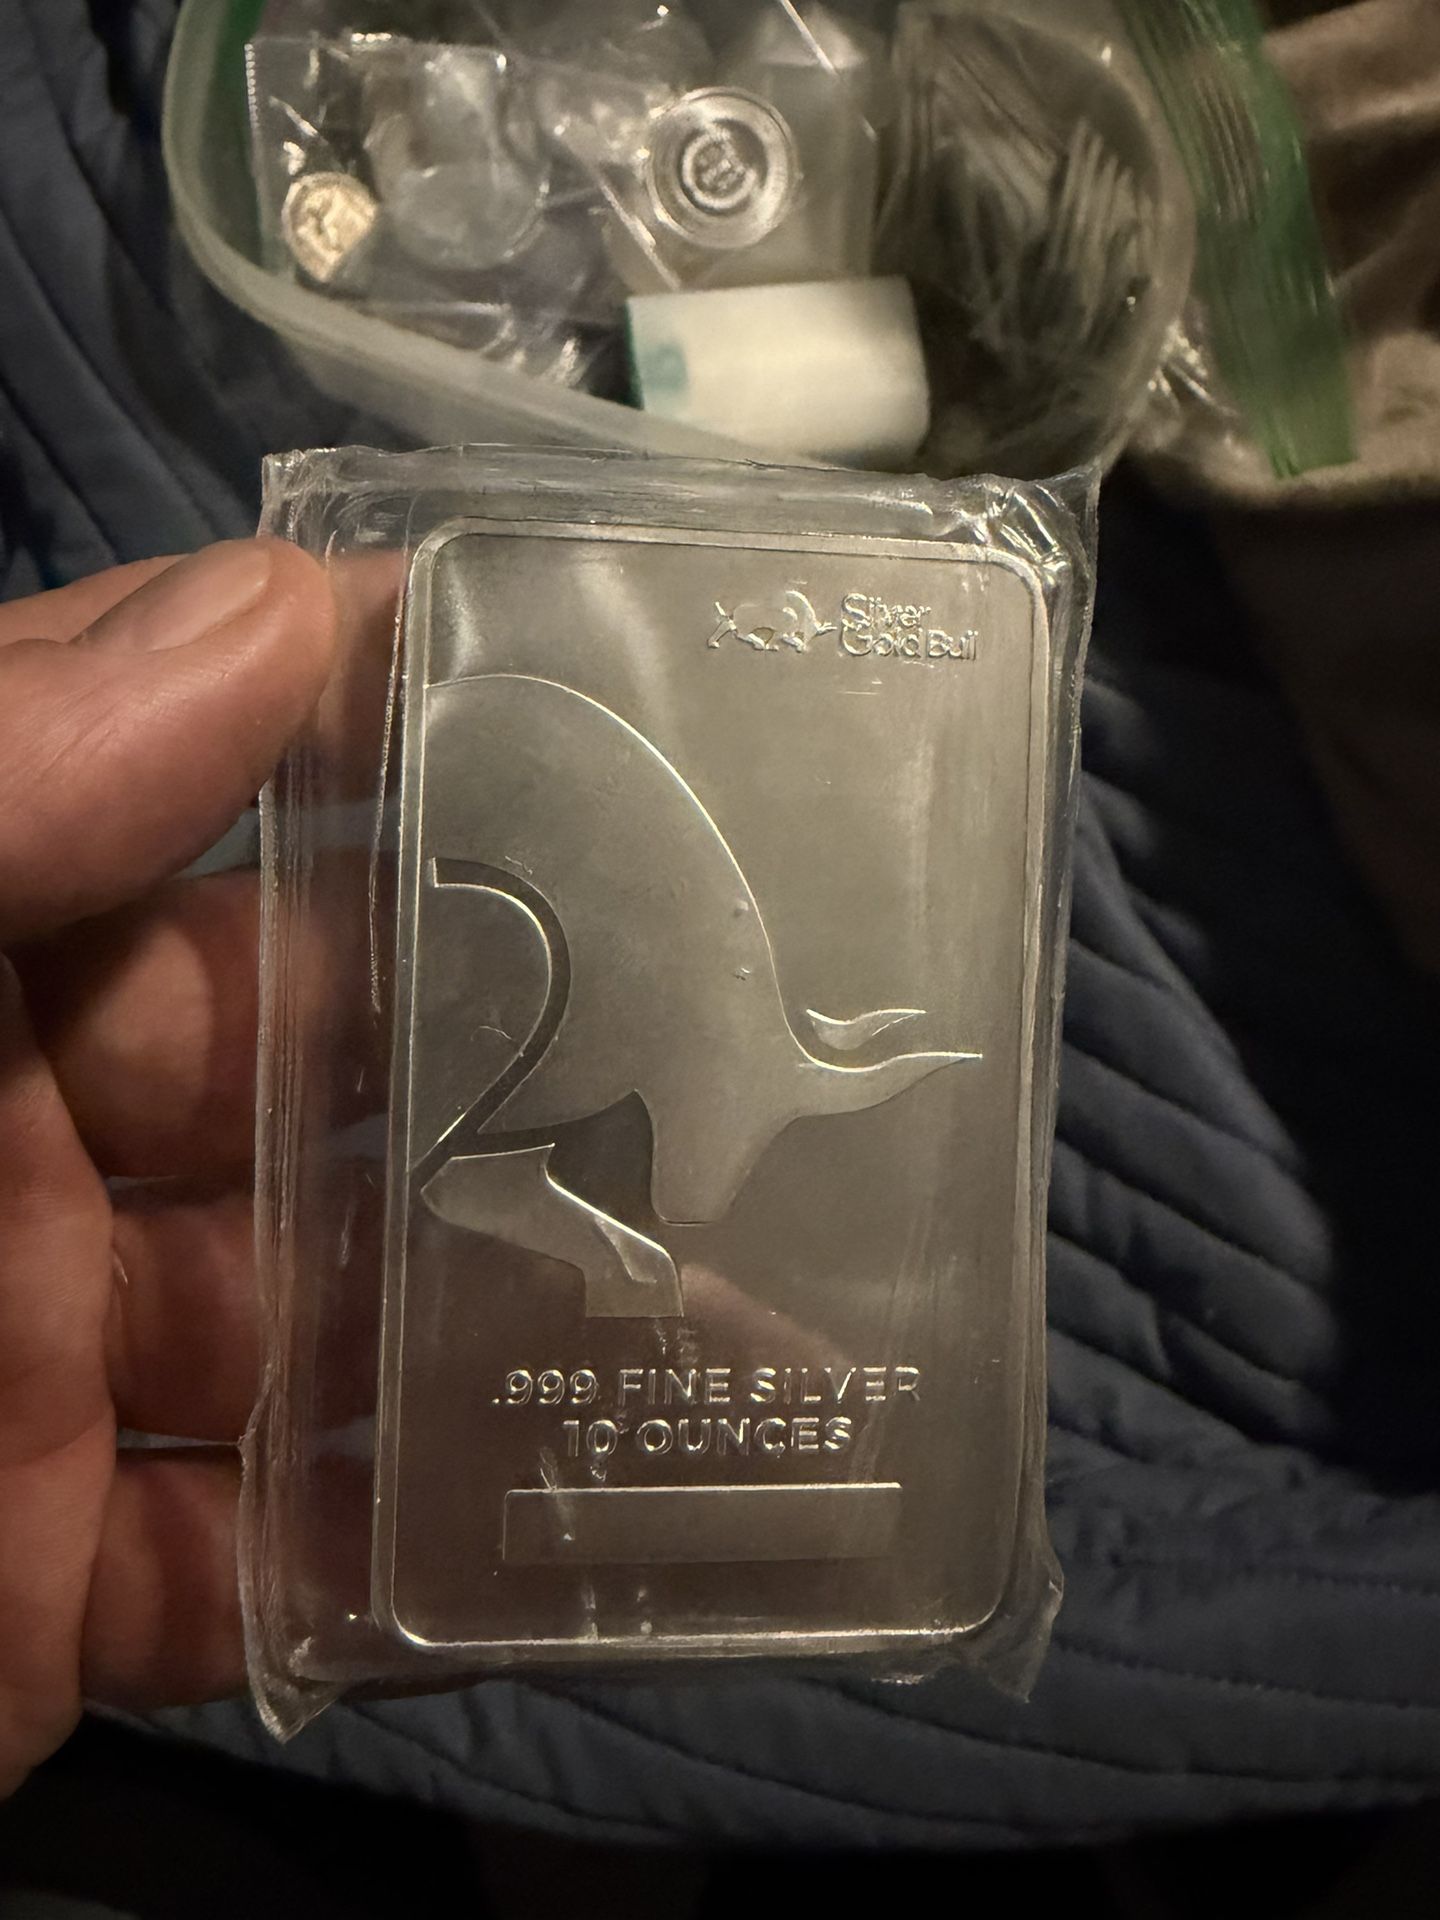 Silver
Gold Bull
.999 FINE SILVER
10 OUNCES